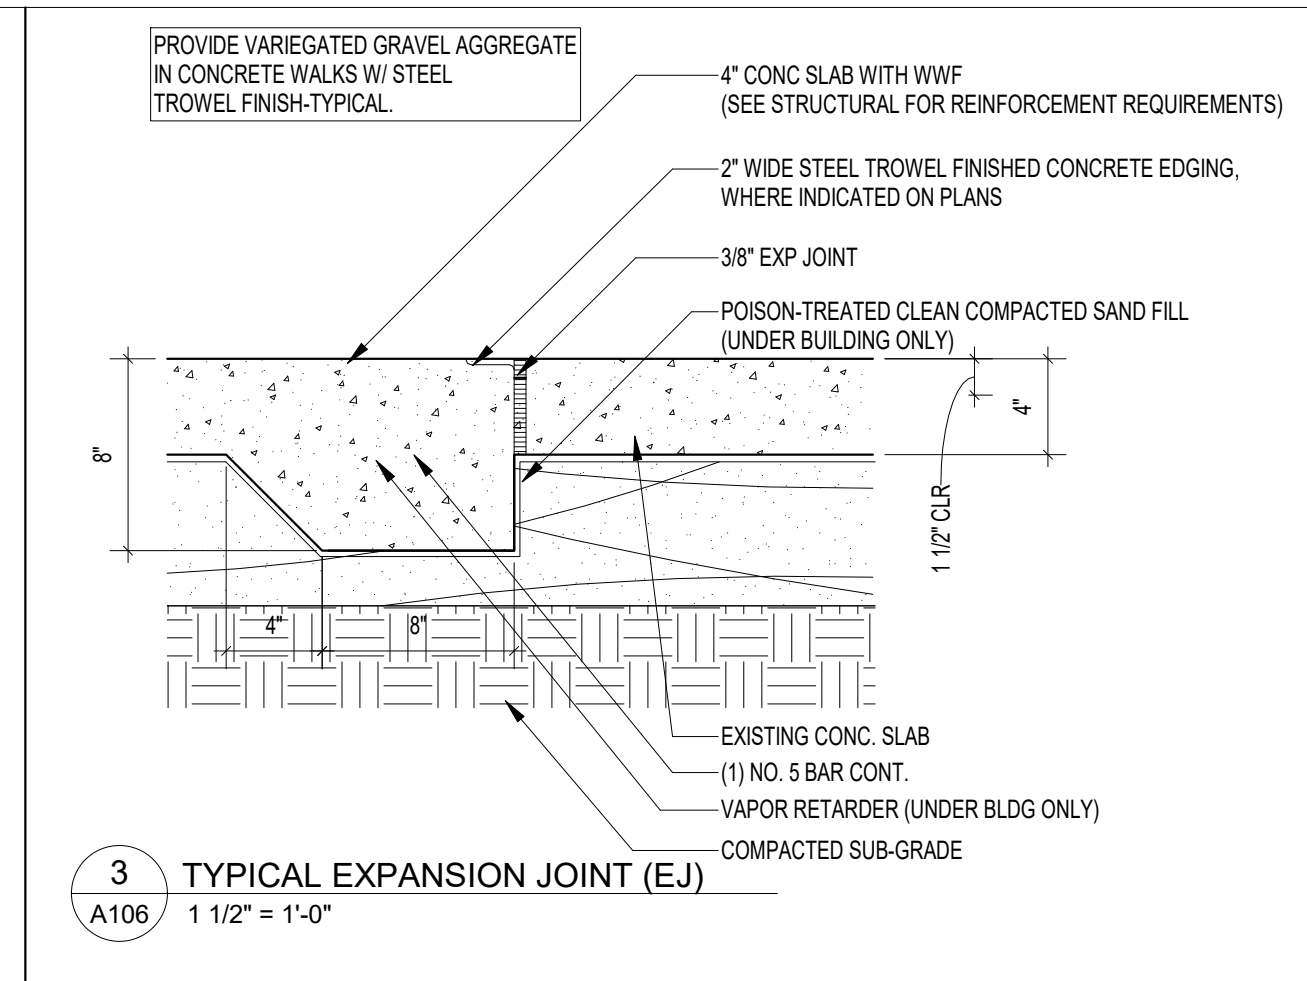 PROVIDE VARIEGATED GRAVEL AGGREGATE
IN CONCRETE WALKS W/ STEEL
TROWEL FINISH-TYPICAL.
4" CONC SLAB WITH WWF
(SEE STRUCTURAL FOR REINFORCEMENT REQUIREMENTS)
2" WIDE STEEL TROWEL FINISHED CONCRETE EDGING,
WHERE INDICATED ON PLANS
3/8" EXP JOINT
POISON-TREATED CLEAN COMPACTED SAND FILL
(UNDER BUILDING ONLY)
8"
4"
1 1/2" CLR
4"
8"
EXISTING CONC. SLAB
(1) NO. 5 BAR CONT.
VAPOR RETARDER (UNDER BLDG ONLY)
COMPACTED SUB-GRADE
3
A106
TYPICAL EXPANSION JOINT (EJ)
1 1/2" = 1'-0"